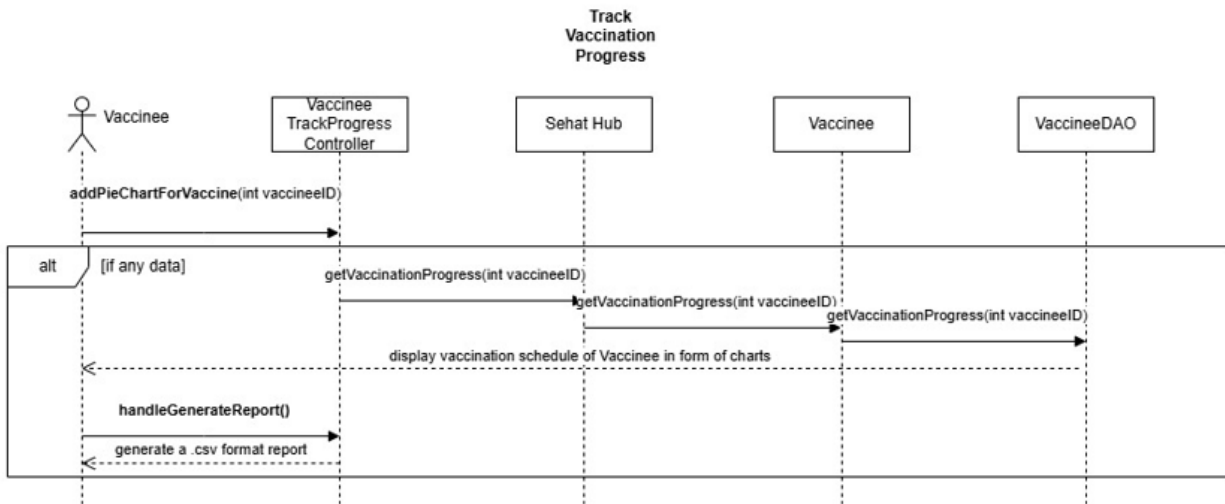 Track
Vaccination
Progress
Vaccinee
Vaccinee
TrackProgress
Controller
Sehat Hub
Vaccinee
VaccineeDAO
addPieChartForVaccine(int vaccineeID)
alt
[if any data]
getVaccinationProgress(int vaccineeID)
getVaccinationProgress(int vaccineeID)
getVaccinationProgress(int vaccineeID)
display vaccination schedule of Vaccinee in form of charts
handleGenerateReport()
generate a .csv format report